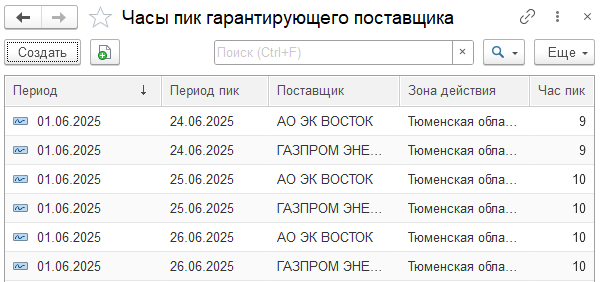 Часы пик гарантирующего поставщика
Создать Поиск (Ctrl+F) × Еще
Период ↓ Период пик Поставщик Зона действия Час пик
01.06.2025 24.06.2025 АО ЭК ВОСТОК Тюменская обла... 9
01.06.2025 24.06.2025 ГАЗПРОМ ЭНЕ... Тюменская обла... 9
01.06.2025 25.06.2025 АО ЭК ВОСТОК Тюменская обла... 10
01.06.2025 25.06.2025 ГАЗПРОМ ЭНЕ... Тюменская обла... 10
01.06.2025 26.06.2025 АО ЭК ВОСТОК Тюменская обла... 10
01.06.2025 26.06.2025 ГАЗПРОМ ЭНЕ... Тюменская обла... 10